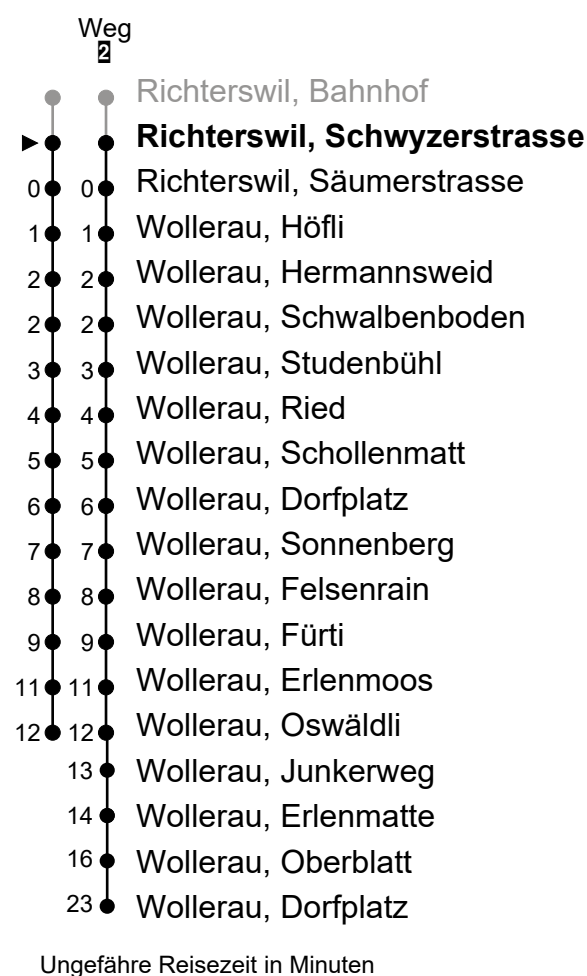 Weg
2
Richterswil, Bahnhof
Richterswil, Schwyzerstrasse
0 0 Richterswil, Säumerstrasse
1 1 Wollerau, Höfli
2 2 Wollerau, Hermannsweid
2 2 Wollerau, Schwalbenboden
3 3 Wollerau, Studenbühl
4 4 Wollerau, Ried
5 5 Wollerau, Schollenmatt
6 6 Wollerau, Dorfplatz
7 7 Wollerau, Sonnenberg
8 8 Wollerau, Felsenrain
9 9 Wollerau, Fürti
11 11 Wollerau, Erlenmoos
12 12 Wollerau, Oswäldli
13 Wollerau, Junkerweg
14 Wollerau, Erlenmatte
16 Wollerau, Oberblatt
23 Wollerau, Dorfplatz
Ungefähre Reisezeit in Minuten